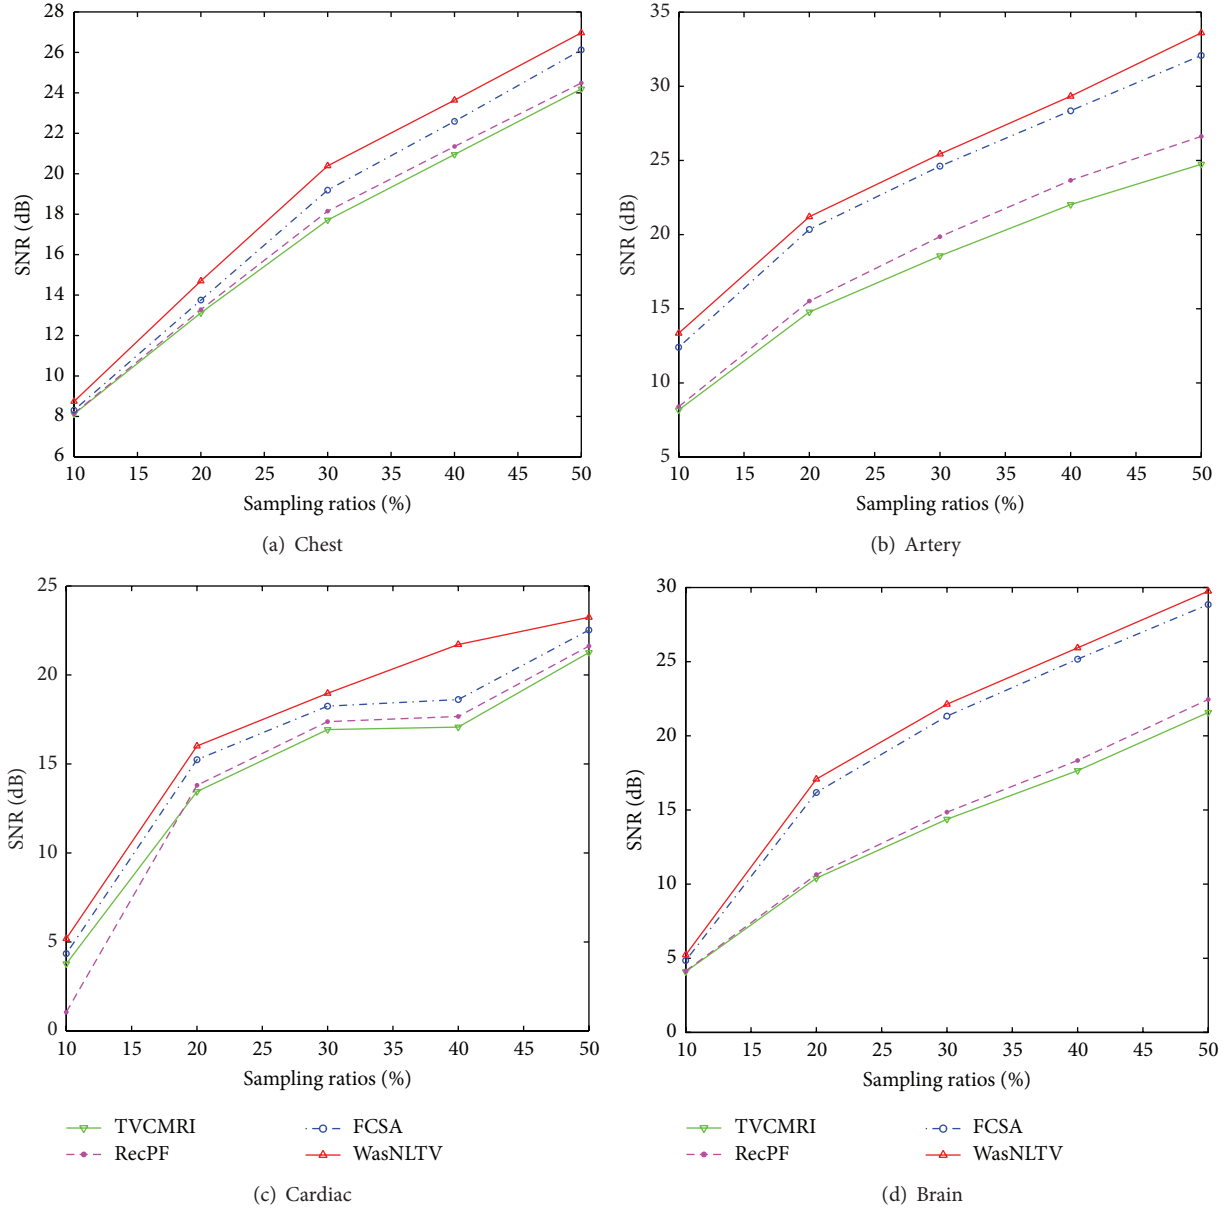 28
26
24
22
20
18
16
14
12
10
8
6
SNR (dB)
10 15 20 25 30 35 40 45 50
Sampling ratios (%)
(a) Chest
35
30
25
20
15
10
5
SNR (dB)
10 15 20 25 30 35 40 45 50
Sampling ratios (%)
(b) Artery
25
20
15
10
5
0
SNR (dB)
10 15 20 25 30 35 40 45 50
Sampling ratios (%)
TVCMRI FCSA
RecPF WasNLTV
(c) Cardiac
30
25
20
15
10
5
0
SNR (dB)
10 15 20 25 30 35 40 45 50
Sampling ratios (%)
TVCMRI FCSA
RecPF WasNLTV
(d) Brain